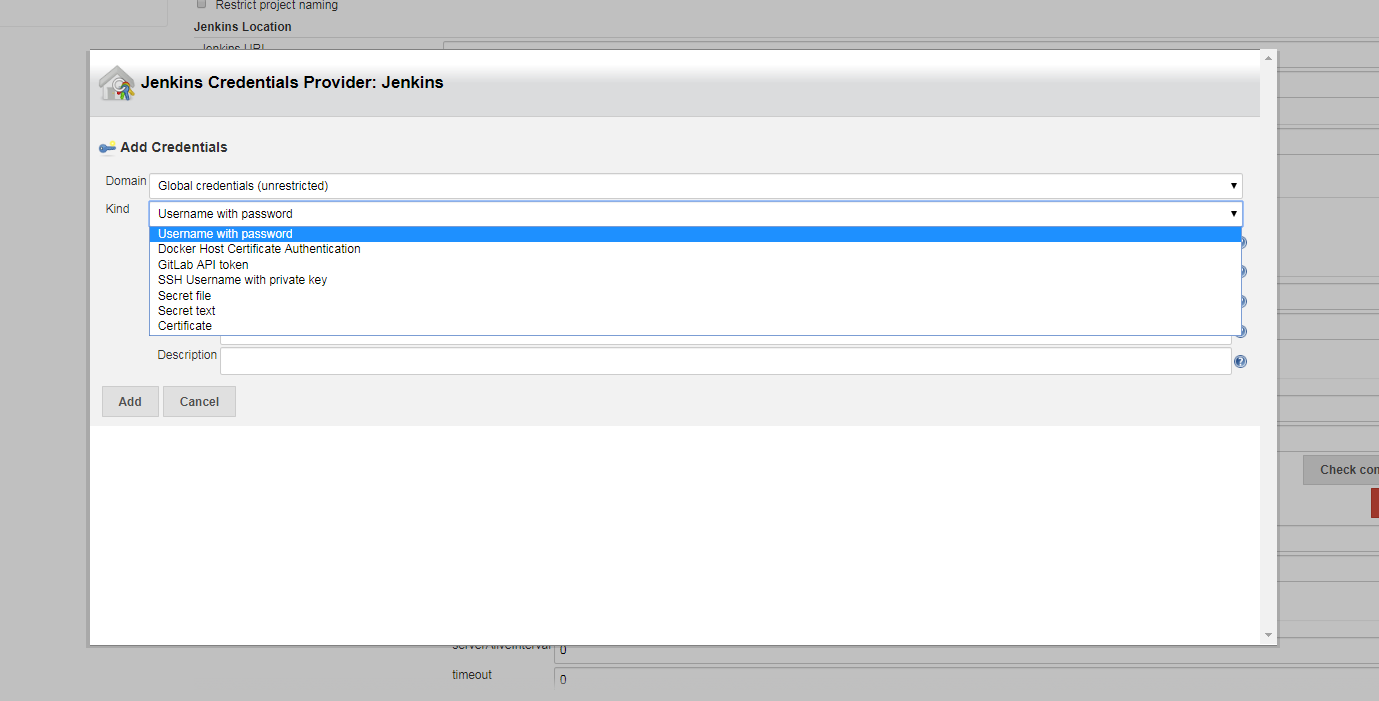 Restrict project naming
Jenkins Location
Jenkins URL
Jenkins Credentials Provider: Jenkins
Add Credentials
Domain
Global credentials (unrestricted)
Kind
Username with password
Username with password
Docker Host Certificate Authentication
GitLab API token
SSH Username with private key
Secret file
Secret text
Certificate
Description
Add Cancel
Check con
serverAliveInterval
0
timeout
0